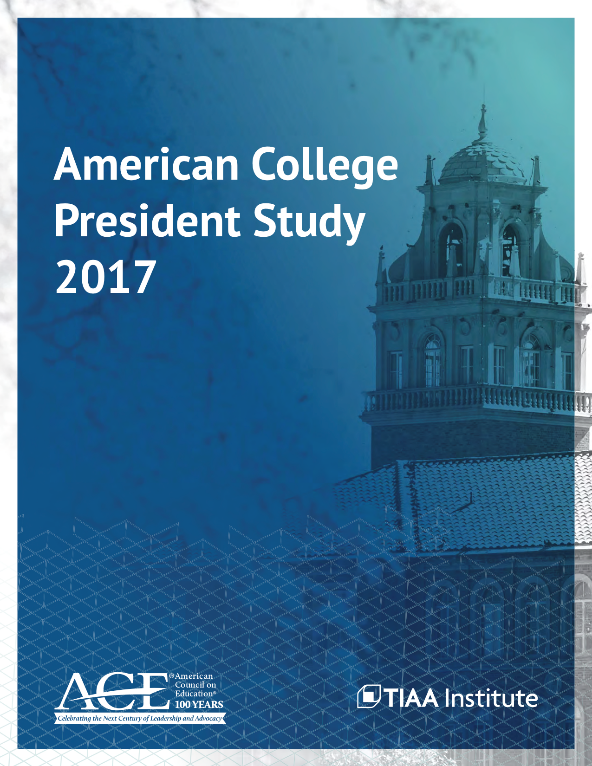 American College
President Study
2017
ACE
®American
Council on
Education®
100 YEARS
Celebrating the Next Century of Leadership and Advocacy
TIAA Institute